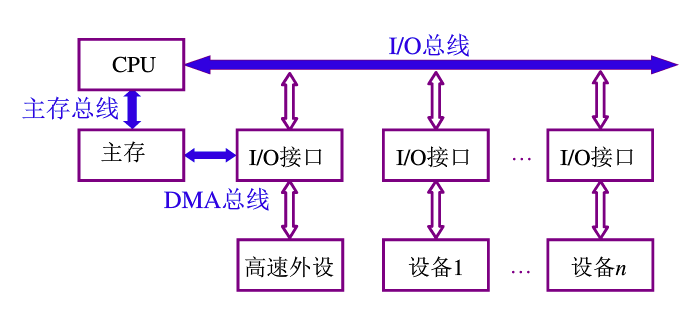 I/O总线
CPU
主存总线
主存
I/O接口
I/O接口
…
I/O接口
DMA总线
高速外设
设备1
…
设备n